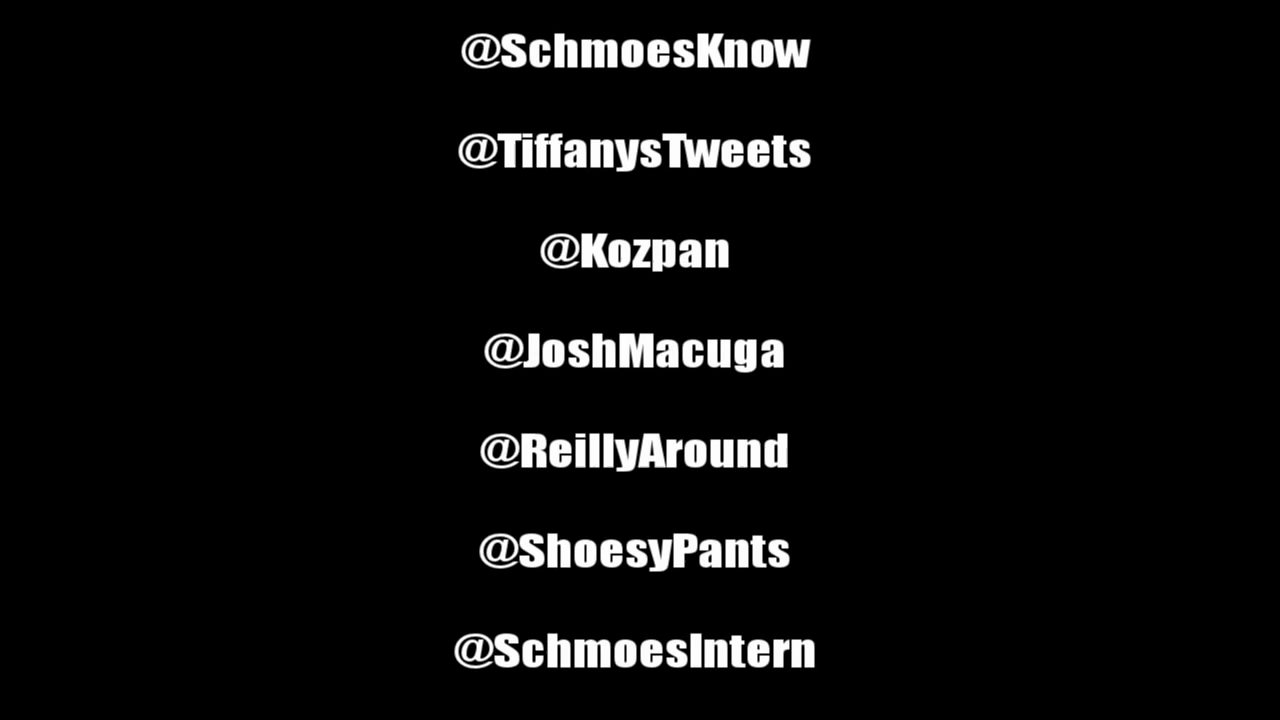 @SchmoesKnow
@TiffanysTweets
@Kozpan
@JoshMacuga
@ReillyAround
@ShoesyPants
@SchmoesIntern